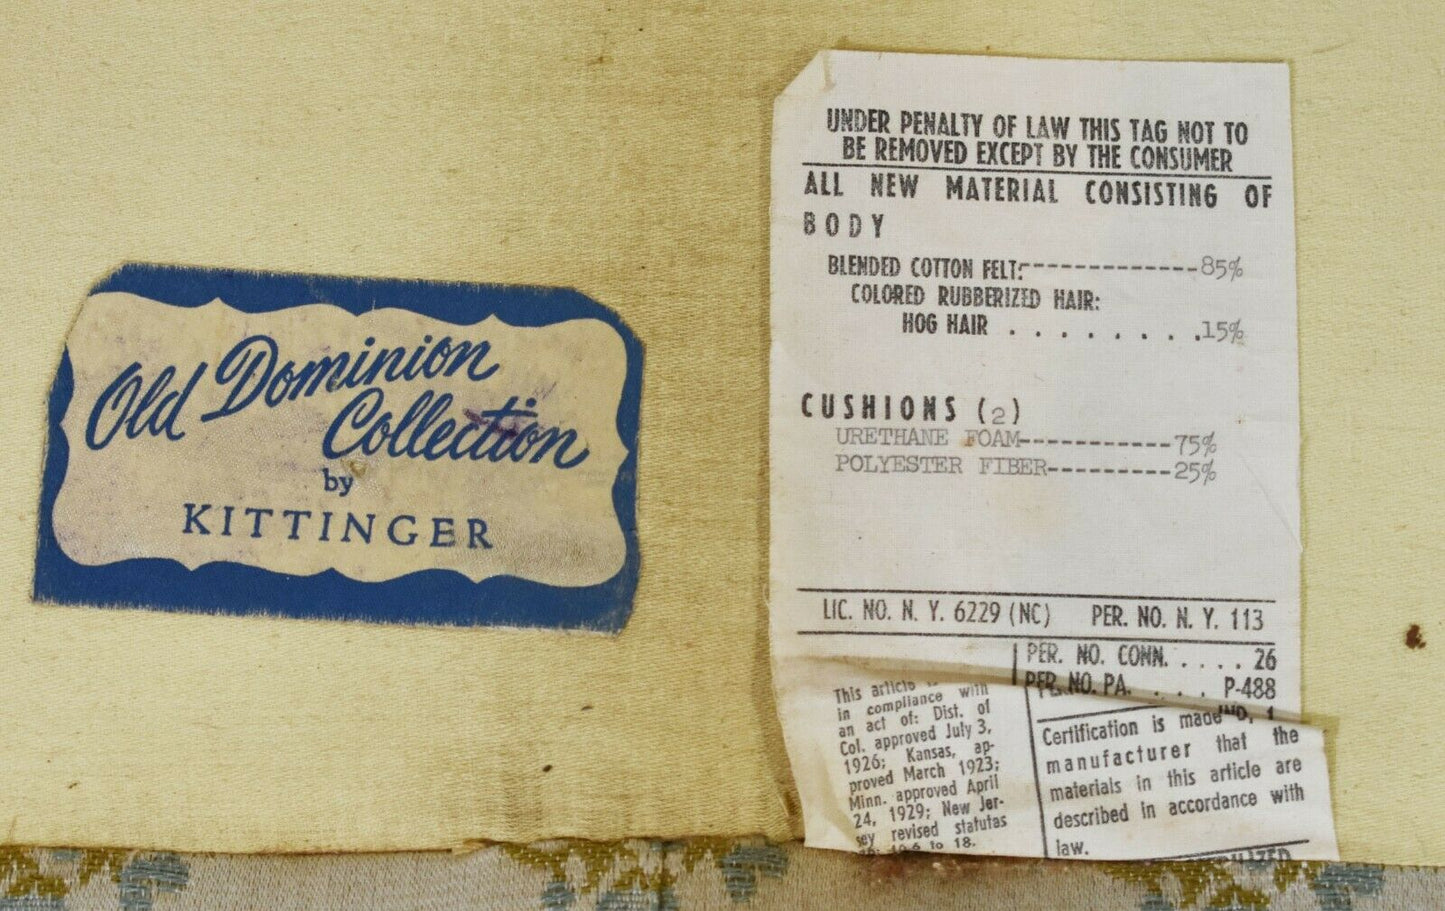 Old Dominion
Collection
by
KITTINGER
UNDER PENALTY OF LAW THIS TAG NOT TO
BE REMOVED EXCEPT BY THE CONSUMER
ALL NEW MATERIAL CONSISTING OF
BODY
BLENDED COTTON FELT:--------------85%
COLORED RUBBERIZED HAIR:
HOG HAIR . . . . . . . . .15%
CUSHIONS (2)
URETHANE FOAM-----------75%
POLYESTER FIBER---------25%
LIC. NO. N. Y. 6229 (NC) PER. NO. N. Y. 113
PER. NO. CONN. . . . . 26
PER. NO. PA. . . . . P-488
This article
in compliance with
an act of: Dist. of
Col. approved July 3,
1926; Kansas, ap-
proved March 1923;
Minn. approved April
24, 1929; New Jer-
sey revised statutas
to 18.
Certification is made
manufacturer that the
materials in this article are
described in accordance with
law.